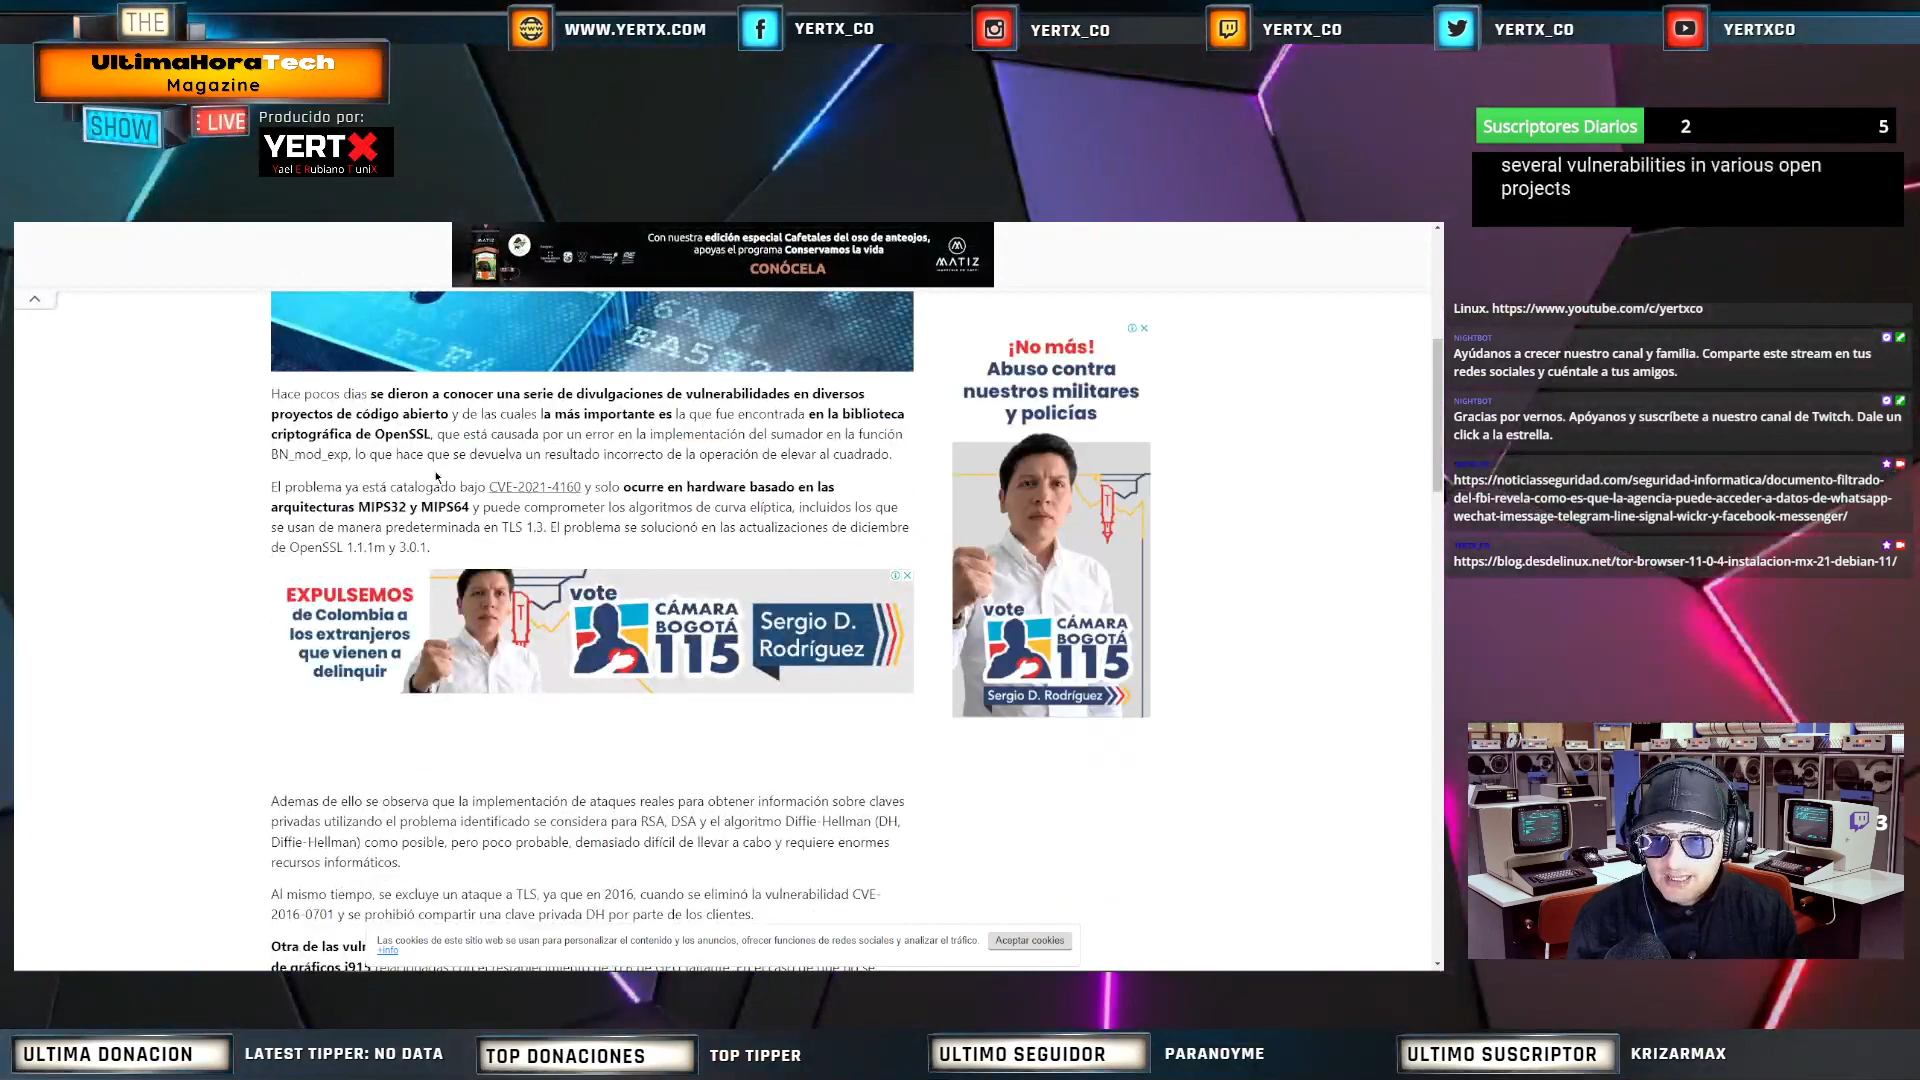 THE
UltimaHoraTech
Magazine
SHOW
LIVE
Producido por:
YERTX
Yael E Rubiano T uniX
WWW.YERTX.COM
YERTX_CO
YERTX_CO
YERTX_CO
YERTX_CO
YERTXCO
Suscriptores Diarios 2 5
several vulnerabilities in various open
projects
Con nuestra edición especial Cafetales del oso de anteojos,
apoyas el programa Conservamos la vida
CONÓCELA
MATIZ
Hace pocos dias se dieron a conocer una serie de divulgaciones de vulnerabilidades en diversos
proyectos de código abierto y de las cuales la más importante es la que fue encontrada en la biblioteca
criptográfica de OpenSSL, que está causada por un error en la implementación del sumador en la función
BN_mod_exp, lo que hace que se devuelva un resultado incorrecto de la operación de elevar al cuadrado.
El problema ya está catalogado bajo CVE-2021-4160 y solo ocurre en hardware basado en las
arquitecturas MIPS32 y MIPS64 y puede comprometer los algoritmos de curva elíptica, incluidos los que
se usan de manera predeterminada en TLS 1.3. El problema se solucionó en las actualizaciones de diciembre
de OpenSSL 1.1.1m y 3.0.1.
EXPULSEMOS
de Colombia a
los extranjeros
que vienen a
delinquir
vote
CÁMARA
BOGOTÁ
115
Sergio D.
Rodríguez
¡No más!
Abuso contra
nuestros militares
y policías
vote
CÁMARA
BOGOTÁ
115
Sergio D. Rodríguez
Ademas de ello se observa que la implementación de ataques reales para obtener información sobre claves
privadas utilizando el problema identificado se considera para RSA, DSA y el algoritmo Diffie-Hellman (DH,
Diffie-Hellman) como posible, pero poco probable, demasiado difícil de llevar a cabo y requiere enormes
recursos informáticos.
Al mismo tiempo, se excluye un ataque a TLS, ya que en 2016, cuando se eliminó la vulnerabilidad CVE-
2016-0701 y se prohibió compartir una clave privada DH por parte de los clientes.
Otra de las vulr
de gráficos i915
Las cookies de este sitio web se usan para personalizar el contenido y los anuncios, ofrecer funciones de redes sociales y analizar el tráfico.
+info
Aceptar cookies
Linux. https://www.youtube.com/c/yertxco
NIGHTBOT
Ayúdanos a crecer nuestro canal y familia. Comparte este stream en tus
redes sociales y cuéntale a tus amigos.
NIGHTBOT
Gracias por vernos. Apóyanos y suscríbete a nuestro canal de Twitch. Dale un
click a la estrella.
https://noticiasseguridad.com/seguridad-informatica/documento-filtrado-
del-fbi-revela-como-es-que-la-agencia-puede-acceder-a-datos-de-whatsapp-
wechat-imessage-telegram-line-signal-wickr-y-facebook-messenger/
https://blog.desdelinux.net/tor-browser-11-0-4-instalacion-mx-21-debian-11/
3
ULTIMA DONACION
LATEST TIPPER: NO DATA
TOP DONACIONES
TOP TIPPER
ULTIMO SEGUIDOR
PARANOYME
ULTIMO SUSCRIPTOR
KRIZARMAX